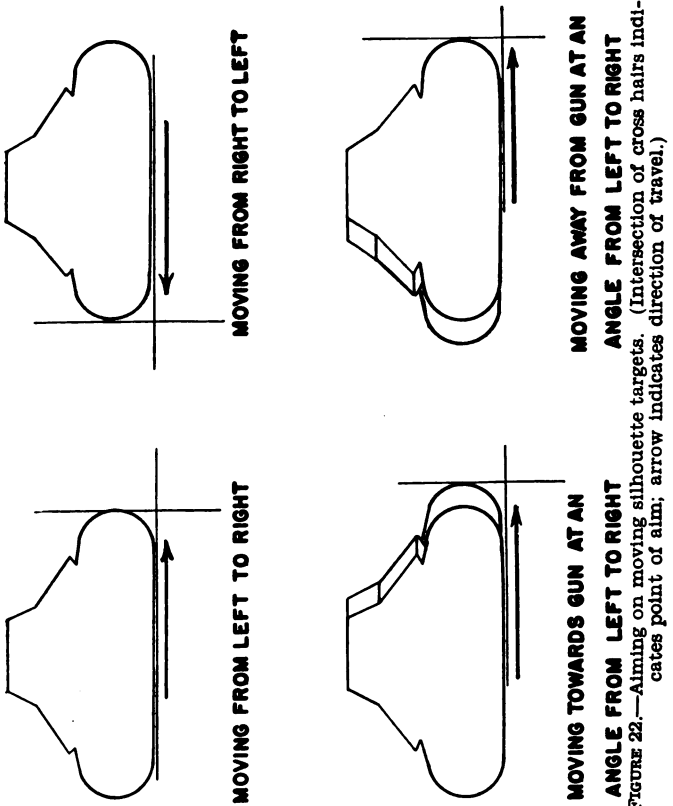 MOVING FROM LEFT TO RIGHT
MOVING FROM RIGHT TO LEFT
MOVING TOWARDS GUN AT AN
ANGLE FROM LEFT TO RIGHT
MOVING AWAY FROM GUN AT AN
ANGLE FROM LEFT TO RIGHT
FIGURE 22.—Aiming on moving silhouette targets. (Intersection of cross hairs indi-
cates point of aim; arrow indicates direction of travel.)